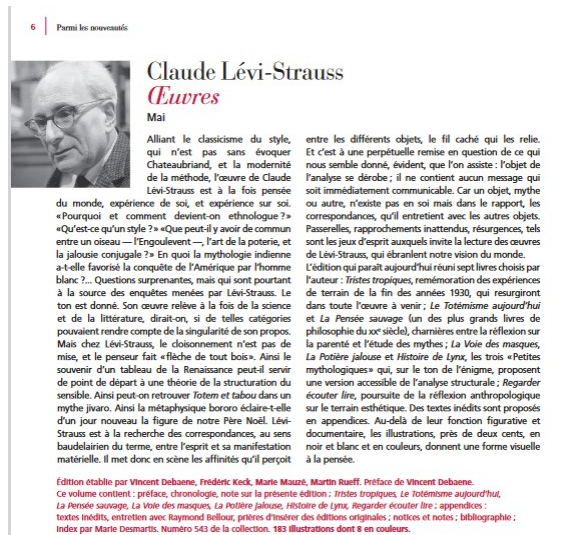 6 Parmi les nouveautés
Claude Lévi-Strauss
Œuvres
Mai
Alliant le classicisme du style,
qui n'est pas sans évoquer
Chateaubriand, et la modernité
de la méthode, l'œuvre de Claude
Lévi-Strauss est à la fois pensée
du monde, expérience de soi, et expérience sur soi.
«Pourquoi et comment devient-on ethnologue?»
«Qu'est-ce qu'un style ?» «Que peut-il y avoir de commun
entre un oiseau — l'Engoulevent —, l'art de la poterie, et
la jalousie conjugale?» En quoi la mythologie indienne
a-t-elle favorisé la conquête de l'Amérique par l'homme
blanc ?... Questions surprenantes, mais qui sont pourtant
à la source des enquêtes menées par Lévi-Strauss. Le
ton est donné. Son œuvre relève à la fois de la science
et de la littérature, dirait-on, si de telles catégories
pouvaient rendre compte de la singularité de son propos.
Mais chez Lévi-Strauss, le cloisonnement n'est pas de
mise, et le penseur fait «flèche de tout bois». Ainsi le
souvenir d'un tableau de la Renaissance peut-il servir
de point de départ à une théorie de la structuration du
sensible. Ainsi peut-on retrouver Totem et tabou dans un
mythe jivaro. Ainsi la métaphysique bororo éclaire-t-elle
d'un jour nouveau la figure de notre Père Noël. Lévi-
Strauss est à la recherche des correspondances, au sens
baudelairien du terme, entre l'esprit et sa manifestation
matérielle. Il met donc en scène les affinités qu'il perçoit
entre les différents objets, le fil caché qui les relie.
Et c'est à une perpétuelle remise en question de ce qui
nous semble donné, évident, que l'on assiste : l'objet de
l'analyse se dérobe ; il ne contient aucun message qui
soit immédiatement communicable. Car un objet, mythe
ou autre, n'existe pas en soi mais dans le rapport, les
correspondances, qu'il entretient avec les autres objets.
Passerelles, rapprochements inattendus, résurgences, tels
sont les jeux d'esprit auxquels invite la lecture des œuvres
de Lévi-Strauss, qui ébranlent notre vision du monde.
L'édition qui paraît aujourd'hui réuni sept livres choisis par
l'auteur : Tristes tropiques, remémoration des expériences
de terrain de la fin des années 1930, qui resurgiront
dans toute l'œuvre à venir ; Le Totémisme aujourd'hui
et La Pensée sauvage (un des plus grands livres de
philosophie du XXe siècle), charnières entre la réflexion sur
la parenté et l'étude des mythes ; La Voie des masques,
La Potière jalouse et Histoire de Lynx, les trois «Petites
mythologiques» qui, sur le ton de l'énigme, proposent
une version accessible de l'analyse structurale ; Regarder
écouter lire, poursuite de la réflexion anthropologique
sur le terrain esthétique. Des textes inédits sont proposés
en appendices. Au-delà de leur fonction figurative et
documentaire, les illustrations, près de deux cents, en
noir et blanc et en couleurs, donnent une forme visuelle
à la pensée.
Édition établie par Vincent Debaene, Frédéric Keck, Marie Mauzé, Martin Rueff. Préface de Vincent Debaene.
Ce volume contient : préface, chronologie, note sur la présente édition ; Tristes tropiques, Le Totémisme aujourd'hui,
La Pensée sauvage, La Voie des masques, La Potière jalouse, Histoire de Lynx, Regarder écouter lire ; appendices :
textes inédits, entretien avec Raymond Bellour, prières d'insérer des éditions originales ; notices et notes ; bibliographie ;
index par Marie Desmartis. Numéro 543 de la collection. 183 illustrations dont 8 en couleurs.